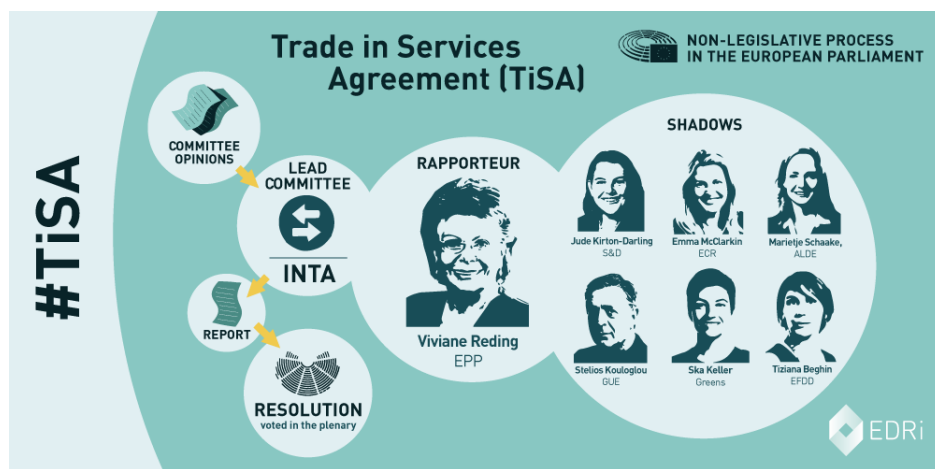 #TiSA
Trade in Services
Agreement (TiSA)
NON-LEGISLATIVE PROCESS
IN THE EUROPEAN PARLIAMENT
COMMITTEE
OPINIONS
LEAD
COMMITTEE
INTA
REPORT
RESOLUTION
voted in the plenary
RAPPORTEUR
Viviane Reding
EPP
SHADOWS
Jude Kirton-Darling
S&D
Emma McClarkin
ECR
Marietje Schaake,
ALDE
Stelios Kouloglou
GUE
Ska Keller
Greens
Tiziana Beghin
EFDD
EDRi